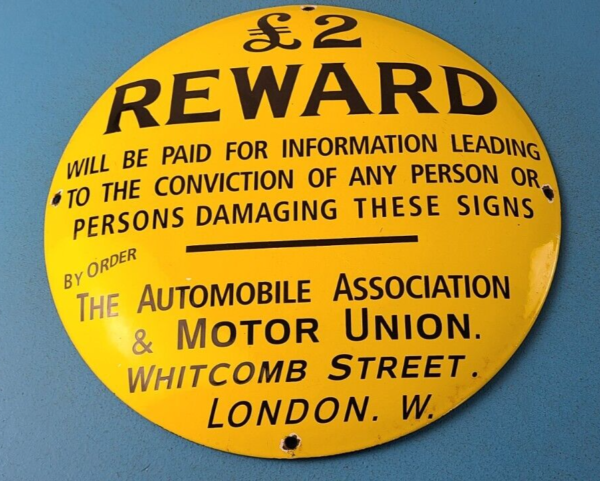 £2
REWARD
WILL BE PAID FOR INFORMATION LEADING
TO THE CONVICTION OF ANY PERSON OR
PERSONS DAMAGING THESE SIGNS
BY ORDER
THE AUTOMOBILE ASSOCIATION
& MOTOR UNION.
WHITCOMB STREET.
LONDON. W.